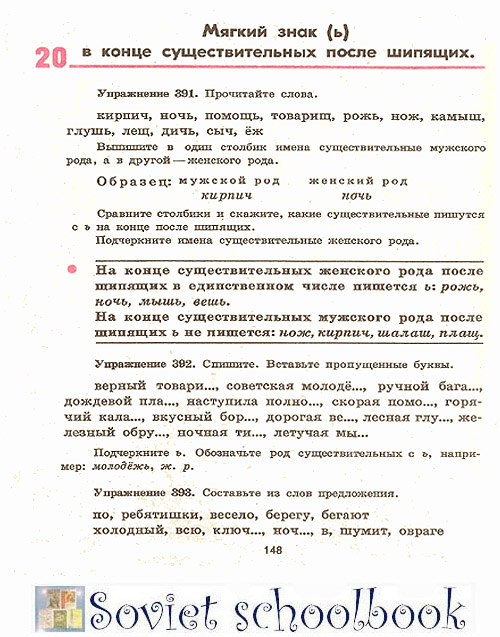 Мягкий знак (ь)
20 в конце существительных после шипящих.
Упражнение 391. Прочитайте слова.
кирпич, ночь, помощь, товарищ, рожь, нож, камыш,
глушь, лещ, дичь, сыч, ёж
Выпишите в один столбик имена существительные мужского
рода, а в другой — женского рода.
Образец: мужской род женский род
кирпич ночь
Сравните столбики и скажите, какие существительные пишутся
с ь на конце после шипящих.
Подчеркните имена существительные женского рода.
На конце существительных женского рода после
шипящих в единственном числе пишется ь: рожь,
ночь, мышь, вещь.
На конце существительных мужского рода после
шипящих ь не пишется: нож, кирпич, шалаш, плащ.
Упражнение 392. Спишите. Вставьте пропущенные буквы.
верный товари..., советская молодё..., ручной бага...,
дождевой пла..., наступила полно..., скорая помо..., горя-
чий кала..., вкусный бор..., дорогая ве..., лесная глу..., же-
лезный обру..., ночная ти..., летучая мы...
Подчеркните ь. Обозначьте род существительных с ь, напри-
мер: молодёжь, ж. р.
Упражнение 393. Составьте из слов предложения.
по, ребятишки, весело, берегу, бегают
холодный, всю, ключ..., ноч..., в, шумит, овраге
148
Soviet schoolbook